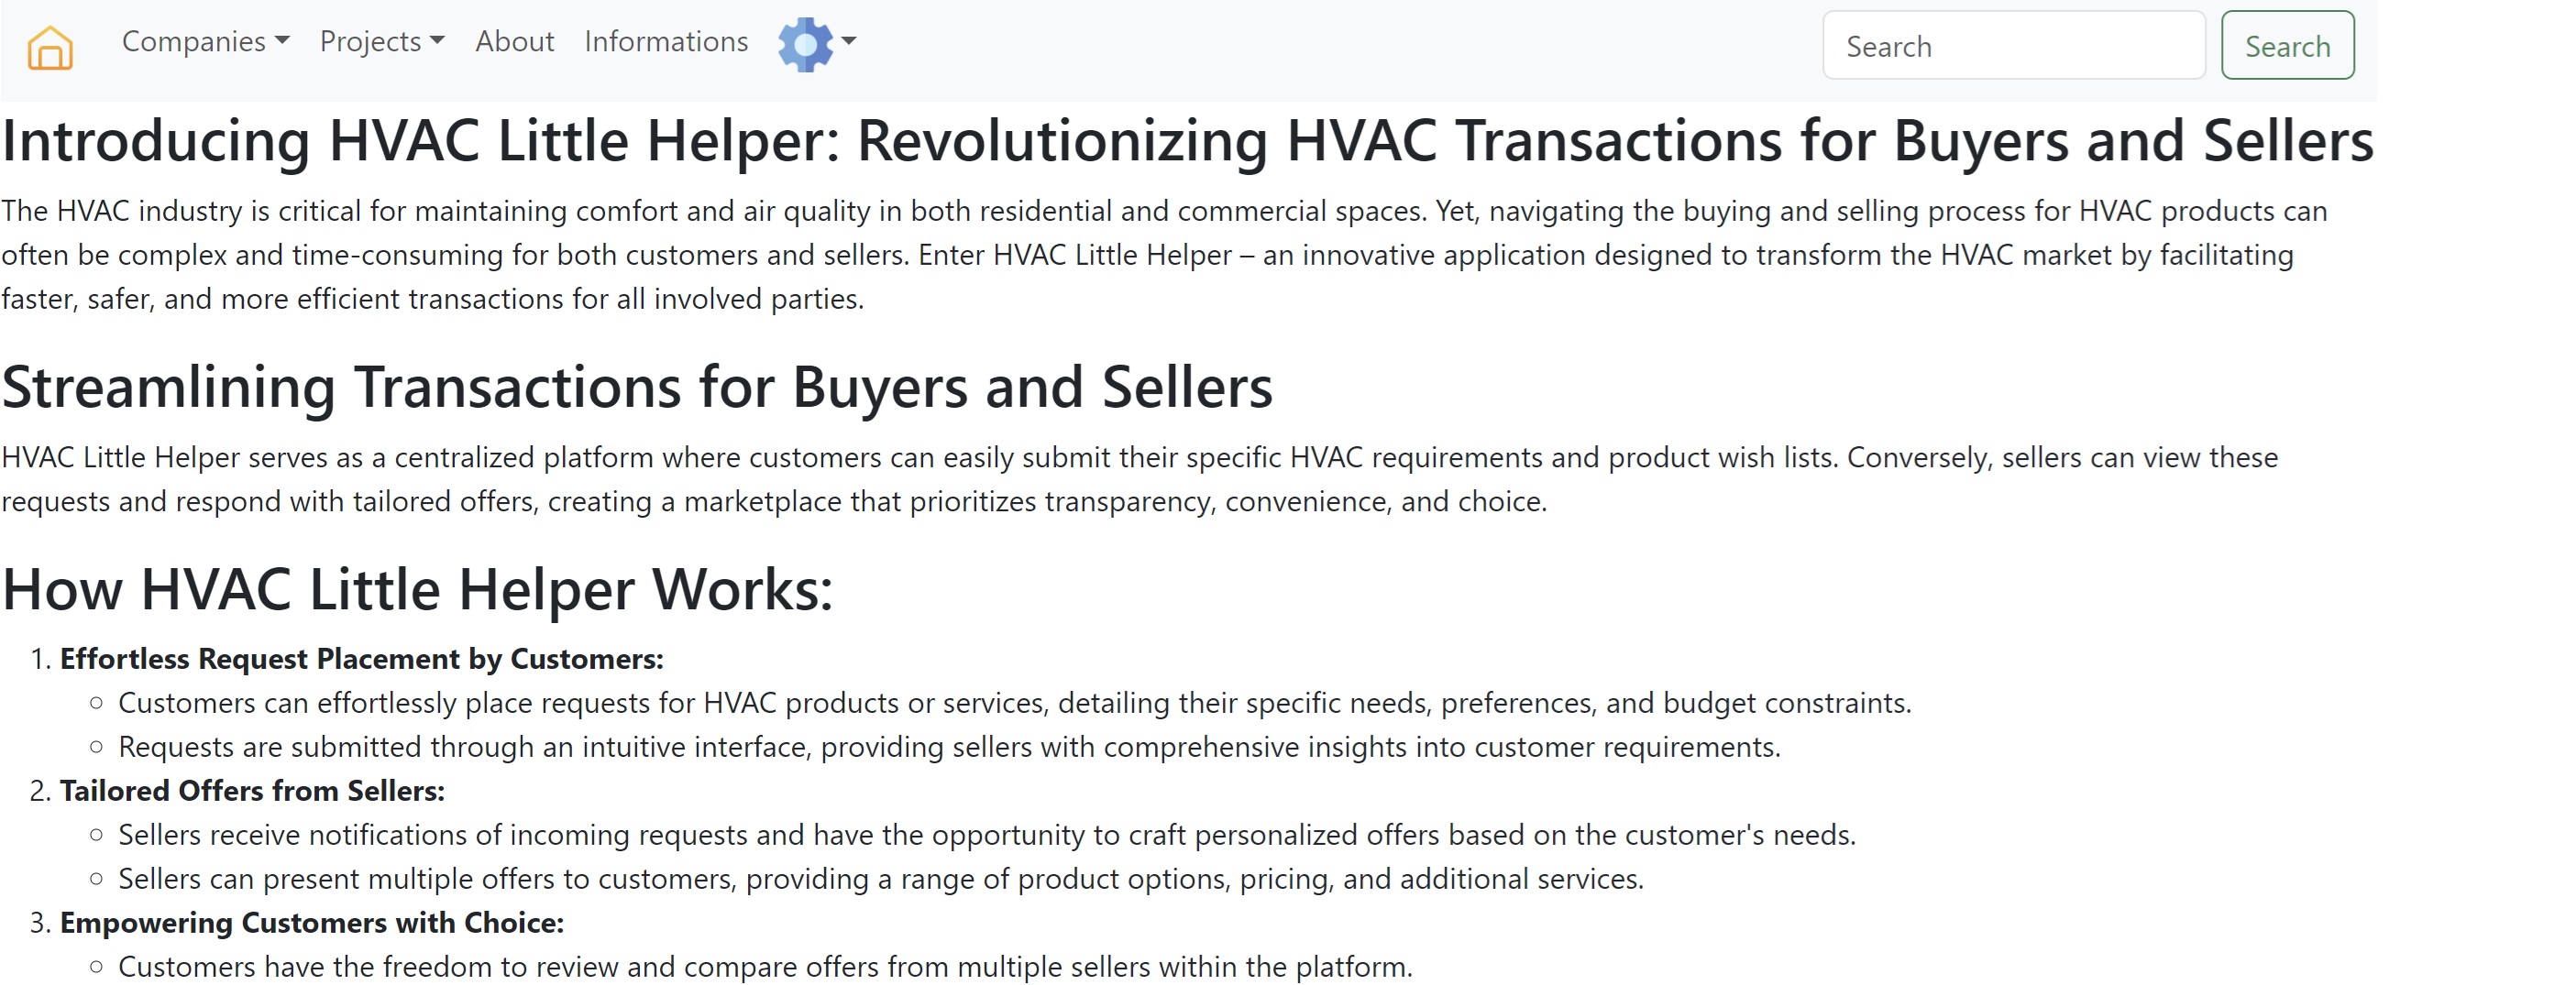 Companies Projects About Informations Search Search
Introducing HVAC Little Helper: Revolutionizing HVAC Transactions for Buyers and Sellers
The HVAC industry is critical for maintaining comfort and air quality in both residential and commercial spaces. Yet, navigating the buying and selling process for HVAC products can
often be complex and time-consuming for both customers and sellers. Enter HVAC Little Helper – an innovative application designed to transform the HVAC market by facilitating
faster, safer, and more efficient transactions for all involved parties.
Streamlining Transactions for Buyers and Sellers
HVAC Little Helper serves as a centralized platform where customers can easily submit their specific HVAC requirements and product wish lists. Conversely, sellers can view these
requests and respond with tailored offers, creating a marketplace that prioritizes transparency, convenience, and choice.
How HVAC Little Helper Works:
1. Effortless Request Placement by Customers:
○ Customers can effortlessly place requests for HVAC products or services, detailing their specific needs, preferences, and budget constraints.
○ Requests are submitted through an intuitive interface, providing sellers with comprehensive insights into customer requirements.
2. Tailored Offers from Sellers:
○ Sellers receive notifications of incoming requests and have the opportunity to craft personalized offers based on the customer's needs.
○ Sellers can present multiple offers to customers, providing a range of product options, pricing, and additional services.
3. Empowering Customers with Choice:
○ Customers have the freedom to review and compare offers from multiple sellers within the platform.